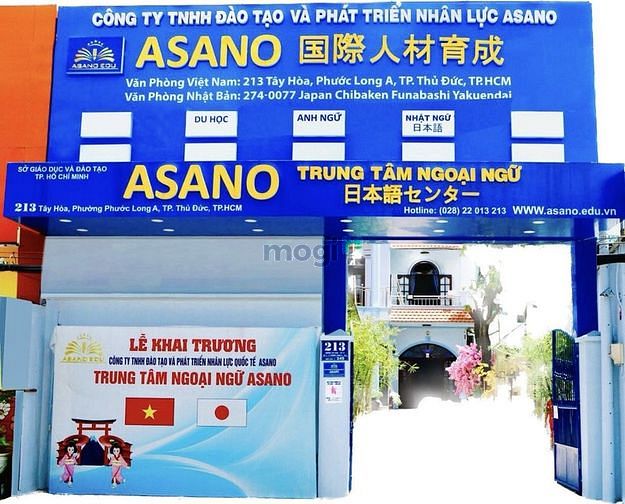 CÔNG TY TNHH ĐÀO TẠO VÀ PHÁT TRIỂN NHÂN LỰC ASANO
ASANO EDU
ASANO 国際人材育成
Văn Phòng Việt Nam: 213 Tây Hòa, Phước Long A, TP. Thủ Đức, TP.HCM
Văn Phòng Nhật Bản: 274-0077 Japan Chibaken Funabashi Yakuendai
DU HỌC
ANH NGỮ
NHẬT NGỮ
日本語
SỞ GIÁO DỤC VÀ ĐÀO TẠO
TP. HỒ CHÍ MINH
ASANO
TRUNG TÂM NGOẠI NGỮ
日本語センター
213 Tây Hòa, Phường Phước Long A, TP. Thủ Đức, TP.HCM
Hotline: (028) 22 013 213 WWW.asano.edu.vn
mogi
LỄ KHAI TRƯƠNG
CÔNG TY TNHH ĐÀO TẠO VÀ PHÁT TRIỂN NHÂN LỰC QUỐC TẾ ASANO
ASANO EDU
TRUNG TÂM NGOẠI NGỮ ASANO
213